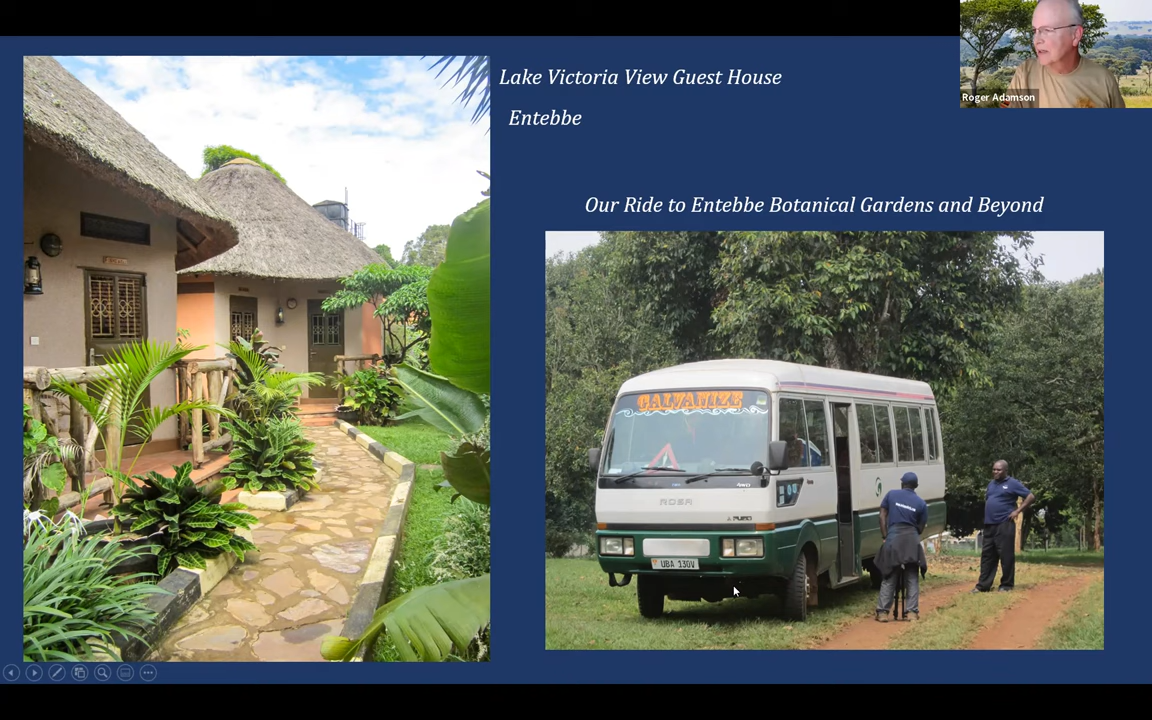 Lake Victoria View Guest House
Entebbe
Roger Adamson
Our Ride to Entebbe Botanical Gardens and Beyond
GALVANIZE
ROSA
FUSO
UBA 130V